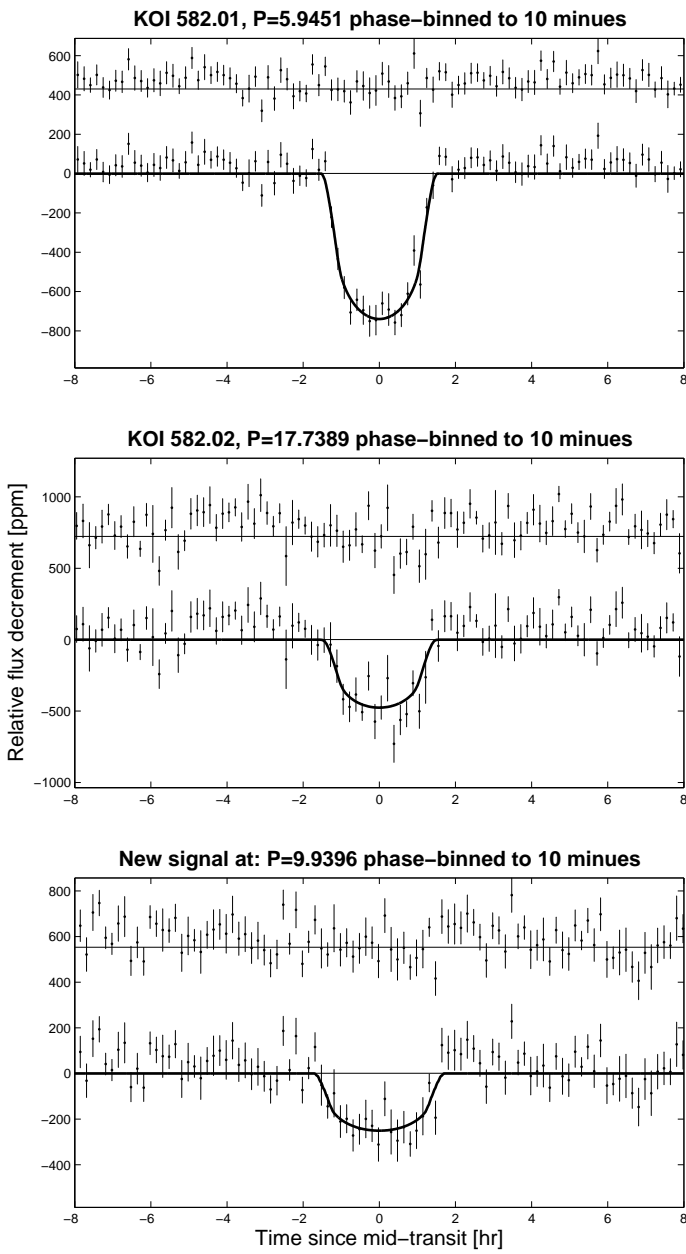 KOI 582.01, P=5.9451 phase−binned to 10 minues
600
400
200
0
−200
−400
−600
−800
−8 −6 −4 −2 0 2 4 6 8
KOI 582.02, P=17.7389 phase−binned to 10 minues
Relative flux decrement [ppm]
1000
500
0
−500
−1000
−8 −6 −4 −2 0 2 4 6 8
New signal at: P=9.9396 phase−binned to 10 minues
800
600
400
200
0
−200
−400
−8 −6 −4 −2 0 2 4 6 8
Time since mid−transit [hr]